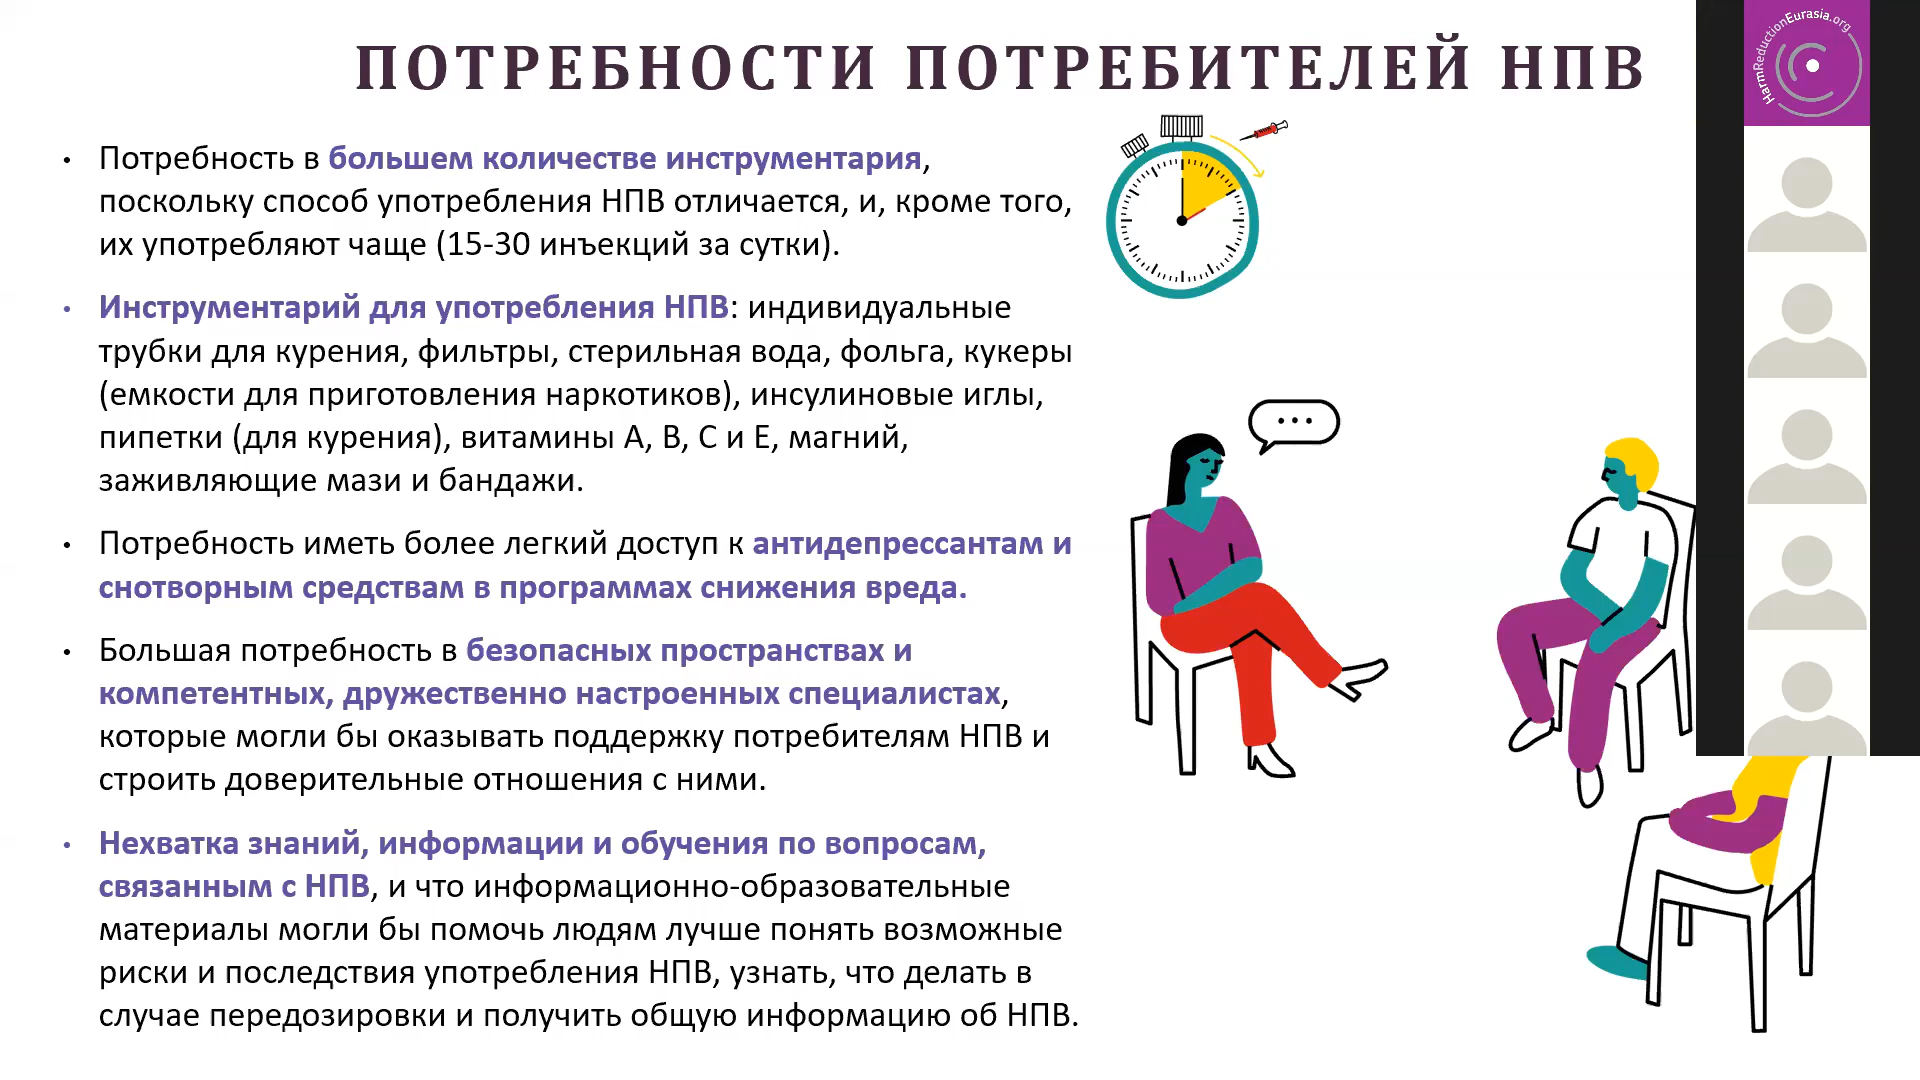 ПОТРЕБНОСТИ ПОТРЕБИТЕЛЕЙ НПВ
HarmReductionEurasia.org
• Потребность в большем количестве инструментария,
поскольку способ употребления НПВ отличается, и, кроме того,
их употребляют чаще (15-30 инъекций за сутки).
• Инструментарий для употребления НПВ: индивидуальные
трубки для курения, фильтры, стерильная вода, фольга, кукеры
(емкости для приготовления наркотиков), инсулиновые иглы,
пипетки (для курения), витамины А, В, С и Е, магний,
заживляющие мази и бандажи.
• Потребность иметь более легкий доступ к антидепрессантам и
снотворным средствам в программах снижения вреда.
• Большая потребность в безопасных пространствах и
компетентных, дружественно настроенных специалистах,
которые могли бы оказывать поддержку потребителям НПВ и
строить доверительные отношения с ними.
• Нехватка знаний, информации и обучения по вопросам,
связанным с НПВ, и что информационно-образовательные
материалы могли бы помочь людям лучше понять возможные
риски и последствия употребления НПВ, узнать, что делать в
случае передозировки и получить общую информацию об НПВ.